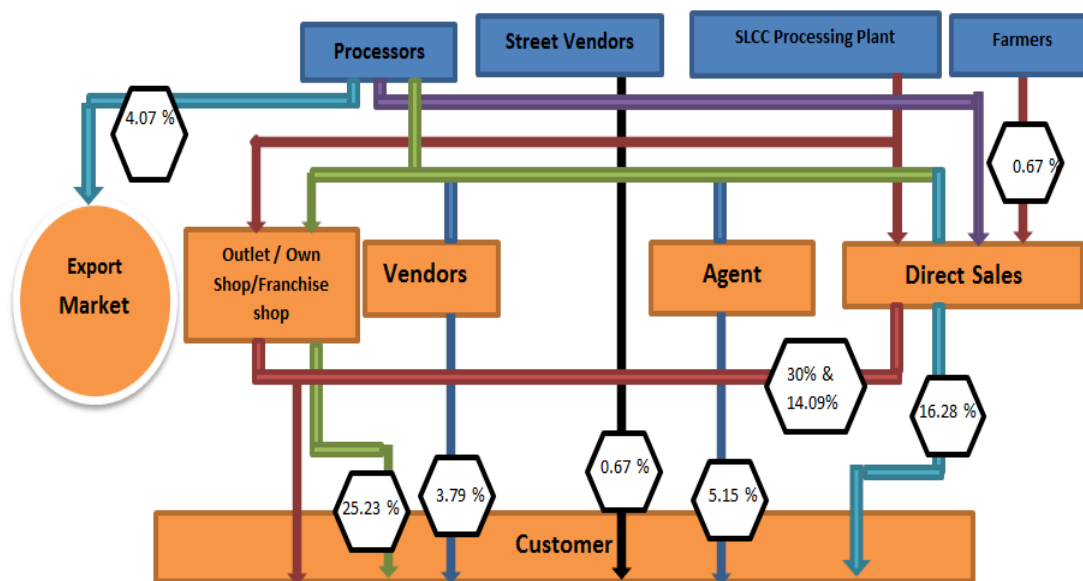 Processors
Street Vendors
SLCC Processing Plant
Farmers
4.07 %
0.67 %
Export
Market
Outlet / Own
Shop/Franchise
shop
Vendors
Agent
Direct Sales
30% &
14.09%
16.28 %
25.23 %
3.79 %
0.67 %
5.15 %
Customer